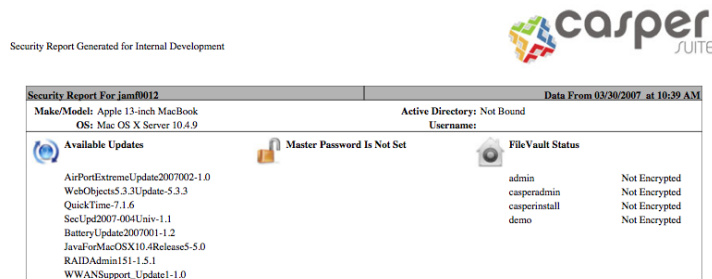 casper
SUITE
Security Report Generated for Internal Development
Security Report For jamf0012 Data From 03/30/2007 at 10:39 AM
Make/Model: Apple 13-inch MacBook Active Directory: Not Bound
OS: Mac OS X Server 10.4.9 Username:
Available Updates Master Password Is Not Set FileVault Status
AirPortExtremeUpdate2007002-1.0 admin Not Encrypted
WebObjects5.3.3Update-5.3.3 casperadmin Not Encrypted
QuickTime-7.1.6 casperinstall Not Encrypted
SecUpd2007-004Univ-1.1 demo Not Encrypted
BatteryUpdate2007001-1.2
JavaForMacOSX10.4Release5-5.0
RAIDAdmin151-1.5.1
WWANSupport_Update1-1.0